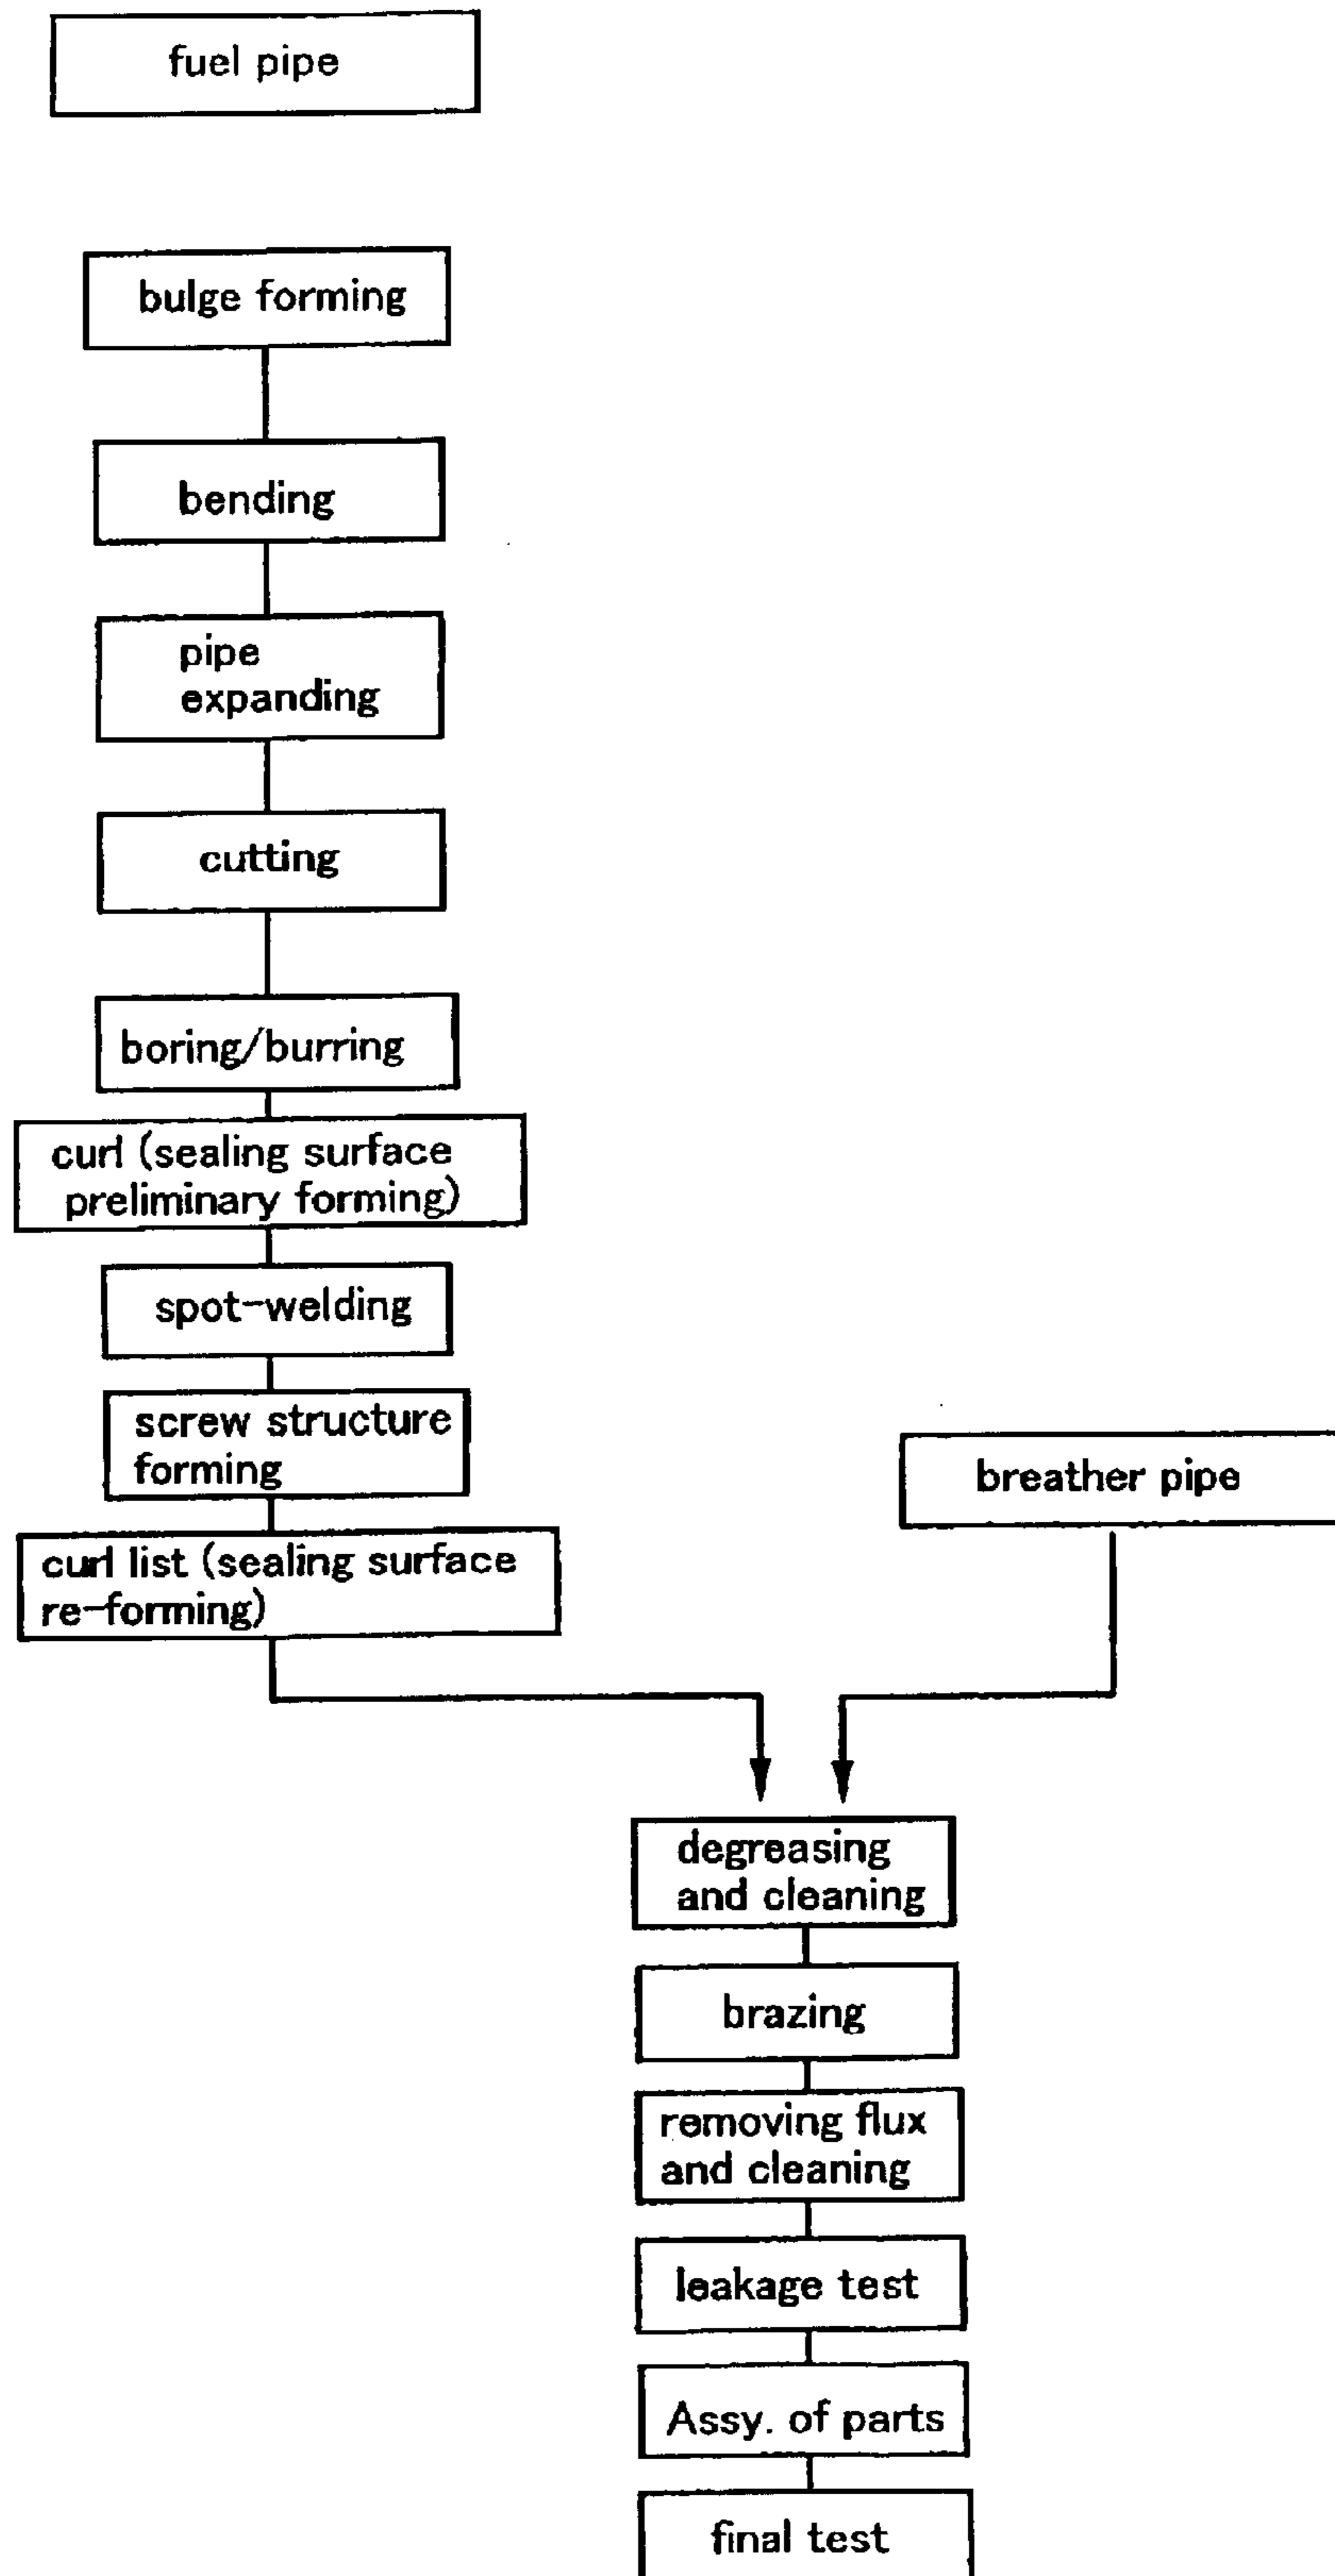 fuel pipe
bulge forming
bending
pipe
expanding
cutting
boring/burring
curl (sealing surface
preliminary forming)
spot-welding
screw structure
forming
curl list (sealing surface
re-forming)
breather pipe
degreasing
and cleaning
brazing
removing flux
and cleaning
leakage test
Assy. of parts
final test